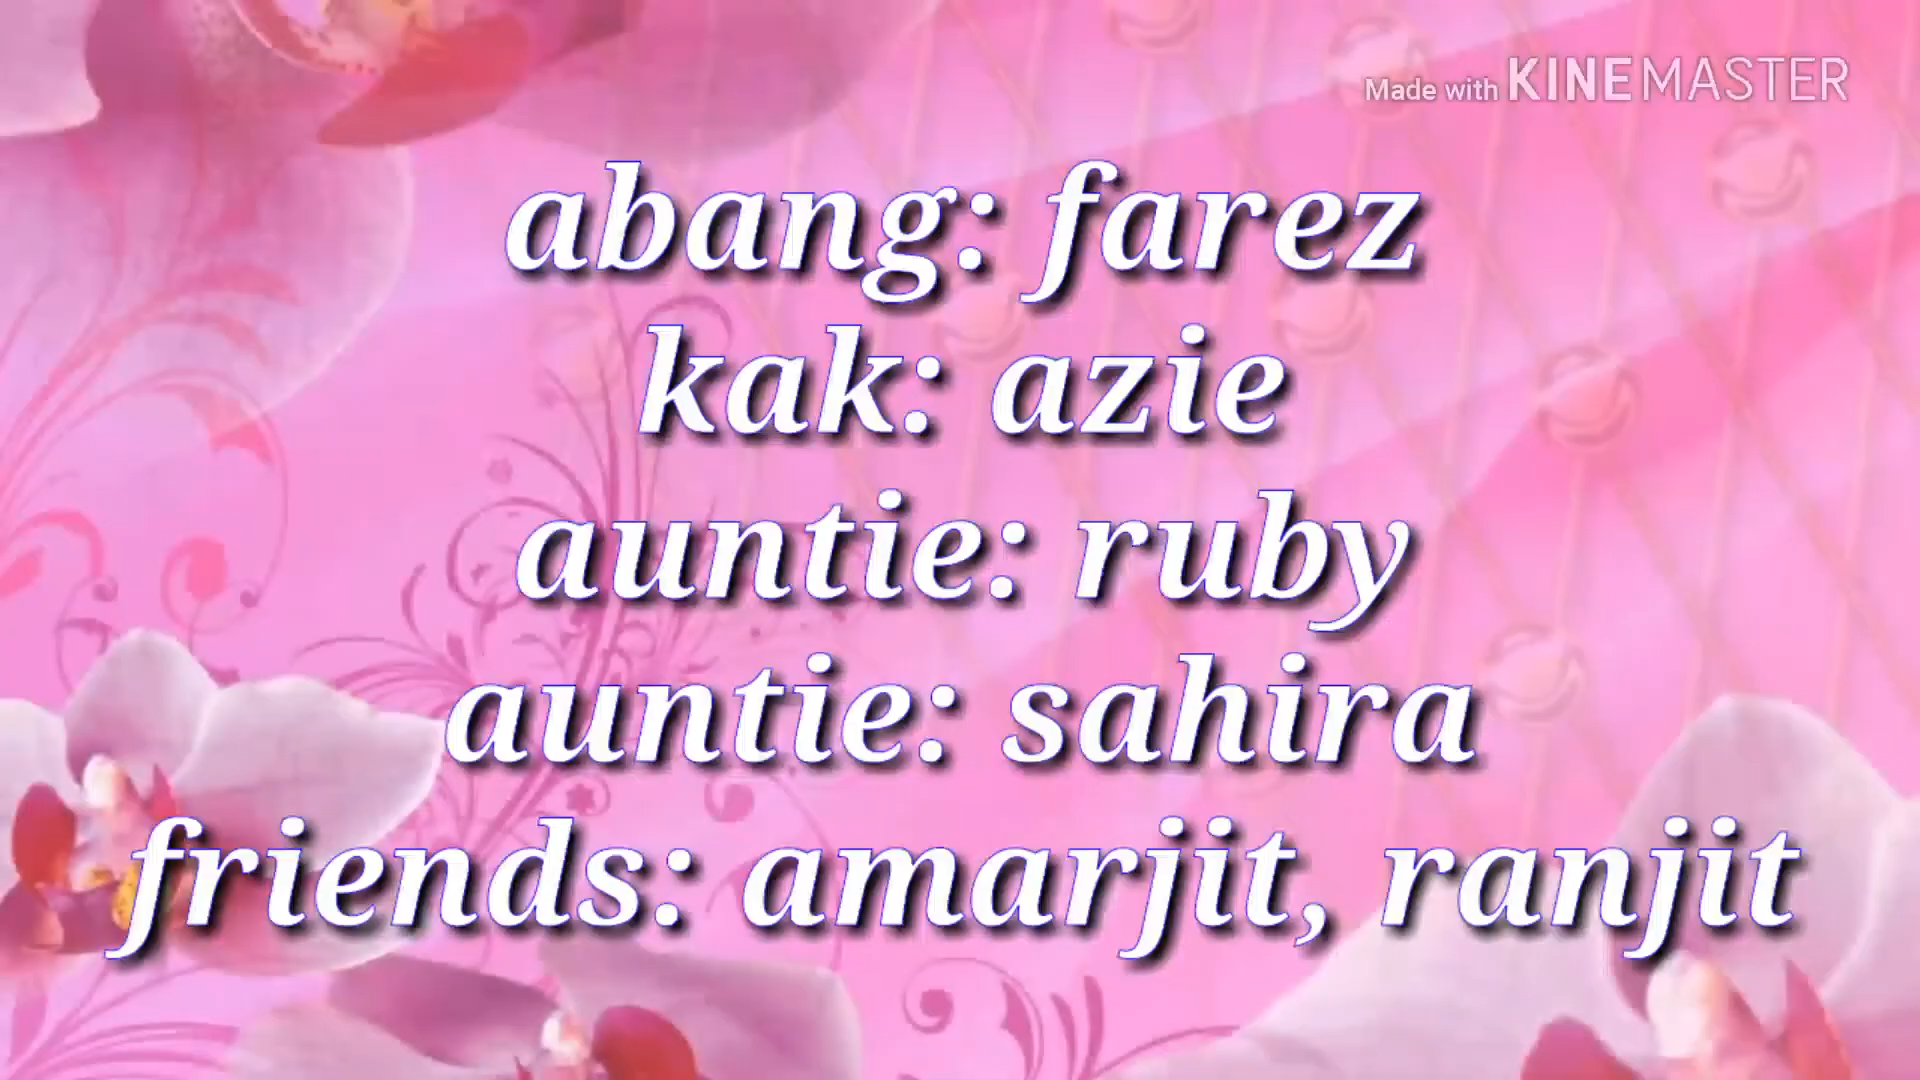 Made with KINEMASTER
abang: farez
kak: azie
auntie: ruby
auntie: sahira
friends: amarjit, ranjit